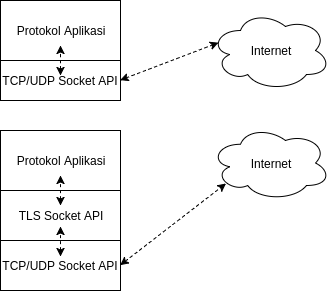 Protokol Aplikasi
TCP/UDP Socket API
Internet
Protokol Aplikasi
TLS Socket API
TCP/UDP Socket API
Internet